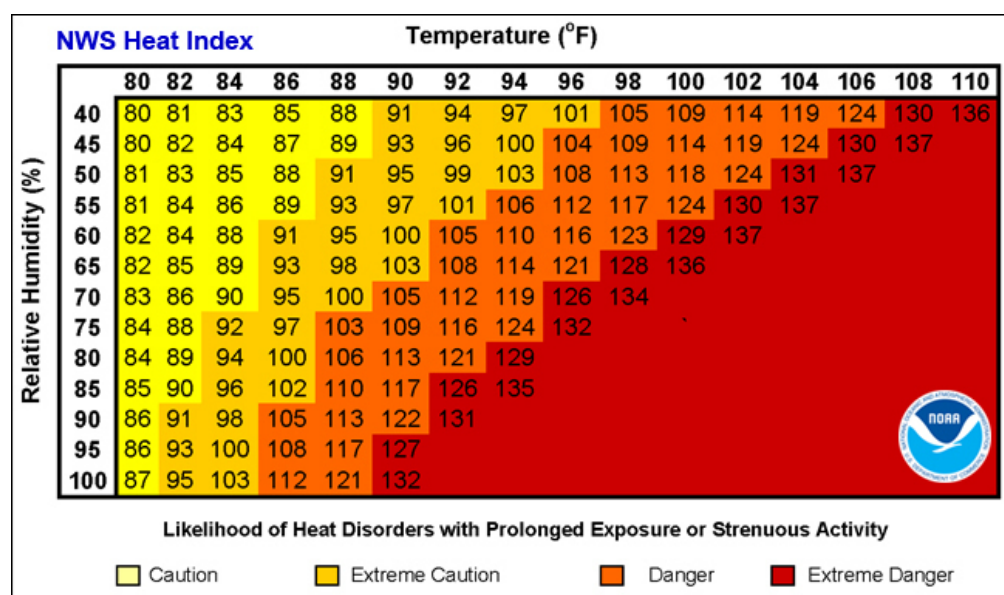 NWS Heat Index Temperature (°F)
80 82 84 86 88 90 92 94 96 98 100 102 104 106 108 110
Relative Humidity (%)
40 80 81 83 85 88 91 94 97 101 105 109 114 119 124 130 136
45 80 82 84 87 89 93 96 100 104 109 114 119 124 130 137
50 81 83 85 88 91 95 99 103 108 113 118 124 131 137
55 81 84 86 89 93 97 101 106 112 117 124 130 137
60 82 84 88 91 95 100 105 110 116 123 129 137
65 82 85 89 93 98 103 108 114 121 128 136
70 83 86 90 95 100 105 112 119 126 134
75 84 88 92 97 103 109 116 124 132
80 84 89 94 100 106 113 121 129
85 85 90 96 102 110 117 126 135
90 86 91 98 105 113 122 131
95 86 93 100 108 117 127
100 87 95 103 112 121 132
NOAA
NATIONAL OCEANIC AND ATMOSPHERIC ADMINISTRATION
U.S. DEPARTMENT OF COMMERCE
Likelihood of Heat Disorders with Prolonged Exposure or Strenuous Activity
Caution Extreme Caution Danger Extreme Danger